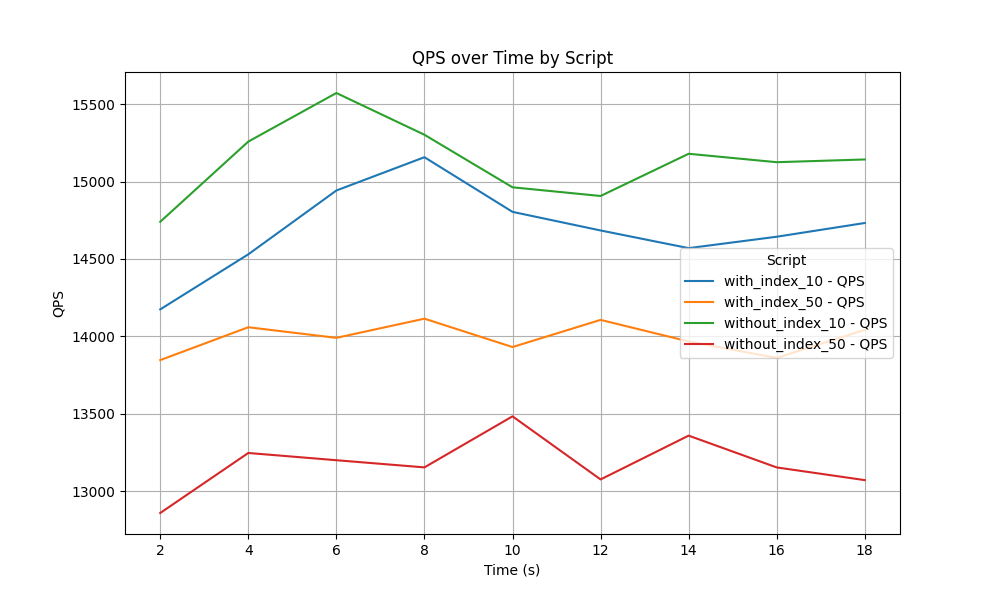 QPS over Time by Script
15500
15000
14500
14000
13500
13000
QPS
Script
with_index_10 - QPS
with_index_50 - QPS
without_index_10 - QPS
without_index_50 - QPS
2 4 6 8 10 12 14 16 18
Time (s)